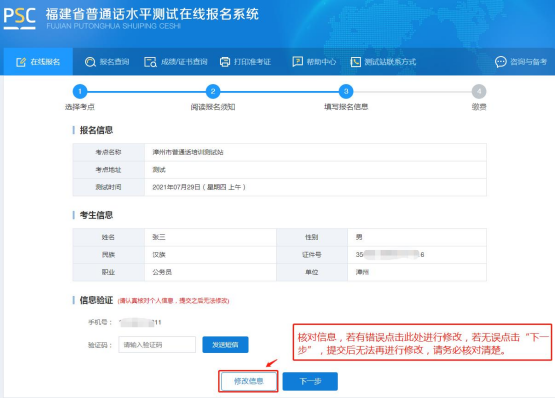 PSC 福建省普通话水平测试在线报名系统
FUJIAN PUTONGHUA SHUIPING CESHI
在线报名 报名查询 成绩/证书查询 打印准考证 帮助中心 测试站联系方式 咨询与备考
1 2 3 4
选择考点 阅读报名须知 填写报名信息 缴费
报名信息
考点名称 漳州市普通话培训测试站
考点地址 测试
测试时间 2021年07月29日（星期四 上午）
考生信息
姓名 张三 性别 男
民族 汉族 证件号 35 6
职业 公务员 单位 漳州
信息验证 (请认真核对个人信息，提交之后无法修改)
手机号： 11
验证码： 请输入验证码 发送短信
核对信息，若有错误点击此处进行修改，若无误点击“下一
步”，提交后无法再进行修改，请务必核对清楚。
修改信息 下一步